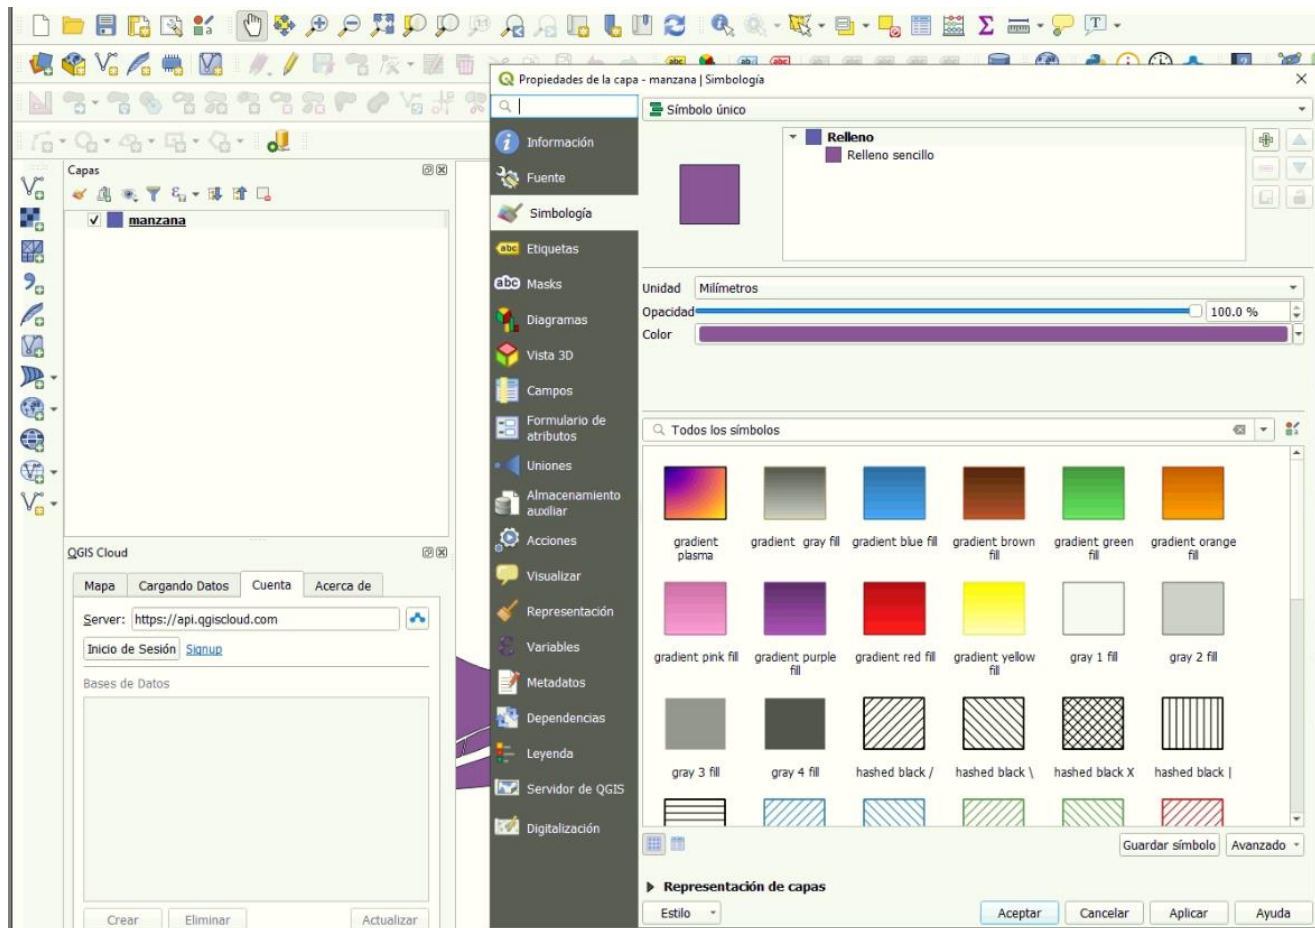 Propiedades de la capa - manzana | Simbología
Capas
manzana
QGIS Cloud
Mapa
Cargando Datos
Cuenta
Acerca de
Server:
https://api.qgiscloud.com
Inicio de Sesión
Signup
Bases de Datos
Crear
Eliminar
Actualizar
Información
Fuente
Simbología
abc Etiquetas
abc Masks
Diagramas
Vista 3D
Campos
Formulario de
atributos
Uniones
Almacenamiento
auxiliar
Acciones
Visualizar
Representación
Variables
Metadatos
Dependencias
Leyenda
Servidor de QGIS
Digitalización
Símbolo único
Relleno
Relleno sencillo
Unidad
Milímetros
Opacidad
100.0 %
Color
Todos los símbolos
gradient
plasma
gradient gray fill
gradient blue fill
gradient brown
fill
gradient green
fill
gradient orange
fill
gradient pink fill
gradient purple
fill
gradient red fill
gradient yellow
fill
gray 1 fill
gray 2 fill
gray 3 fill
gray 4 fill
hashed black /
hashed black \
hashed black X
hashed black |
Guardar símbolo
Avanzado
Representación de capas
Estilo
Aceptar
Cancelar
Aplicar
Ayuda